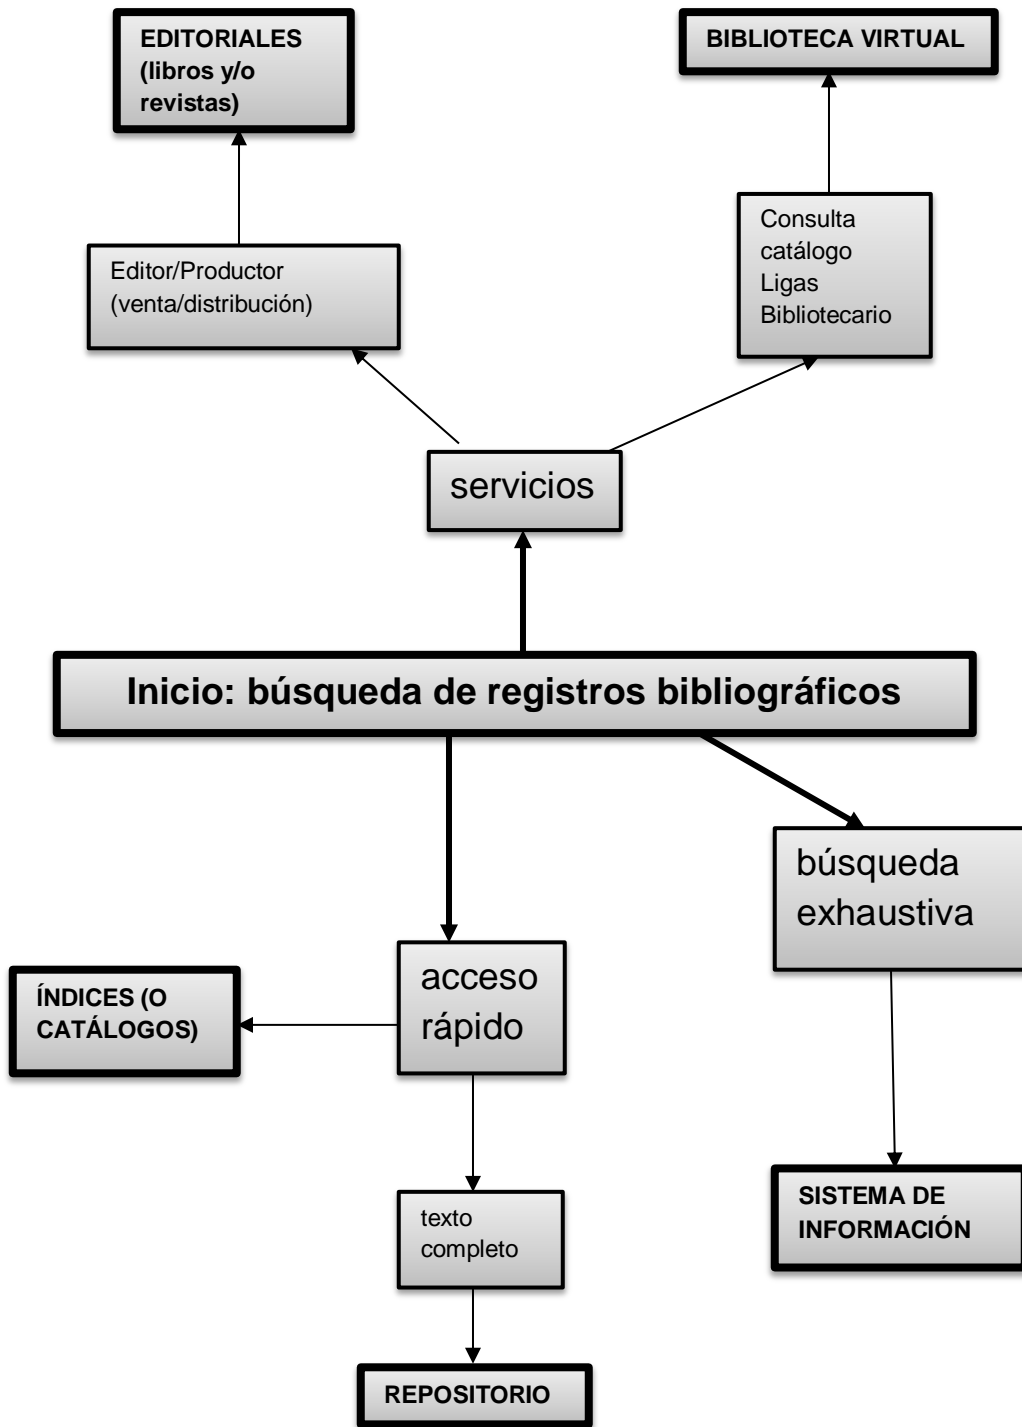 EDITORIALES
(libros y/o
revistas)
BIBLIOTECA VIRTUAL
Consulta
catálogo
Ligas
Bibliotecario
Editor/Productor
(venta/distribución)
servicios
Inicio: búsqueda de registros bibliográficos
búsqueda
exhaustiva
acceso
rápido
ÍNDICES (O
CATÁLOGOS)
texto
completo
SISTEMA DE
INFORMACIÓN
REPOSITORIO